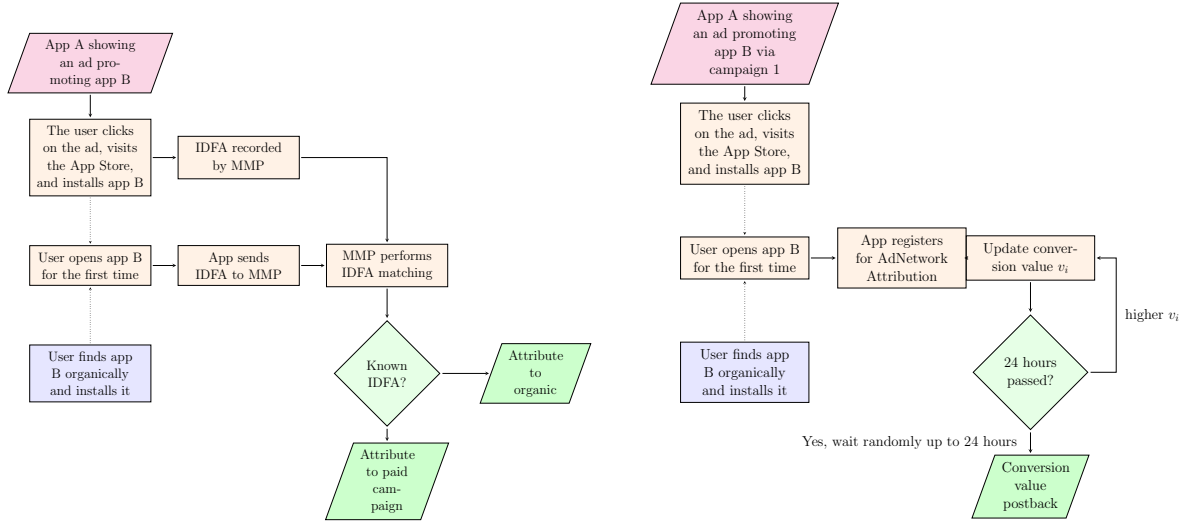 App A showing
an ad pro-
moting app B
The user clicks
on the ad, visits
the App Store,
and installs app B
IDFA recorded
by MMP
User opens app B
for the first time
App sends
IDFA to MMP
MMP performs
IDFA matching
User finds app
B organically
and installs it
Known
IDFA?
Attribute
to
organic
Attribute
to paid
cam-
paign
App A showing
an ad promoting
app B via
campaign 1
The user clicks
on the ad, visits
the App Store,
and installs app B
User opens app B
for the first time
App registers
for AdNetwork
Attribution
Update conver-
sion value vᵢ
higher vᵢ
User finds app
B organically
and installs it
24 hours
passed?
Yes, wait randomly up to 24 hours
Conversion
value
postback